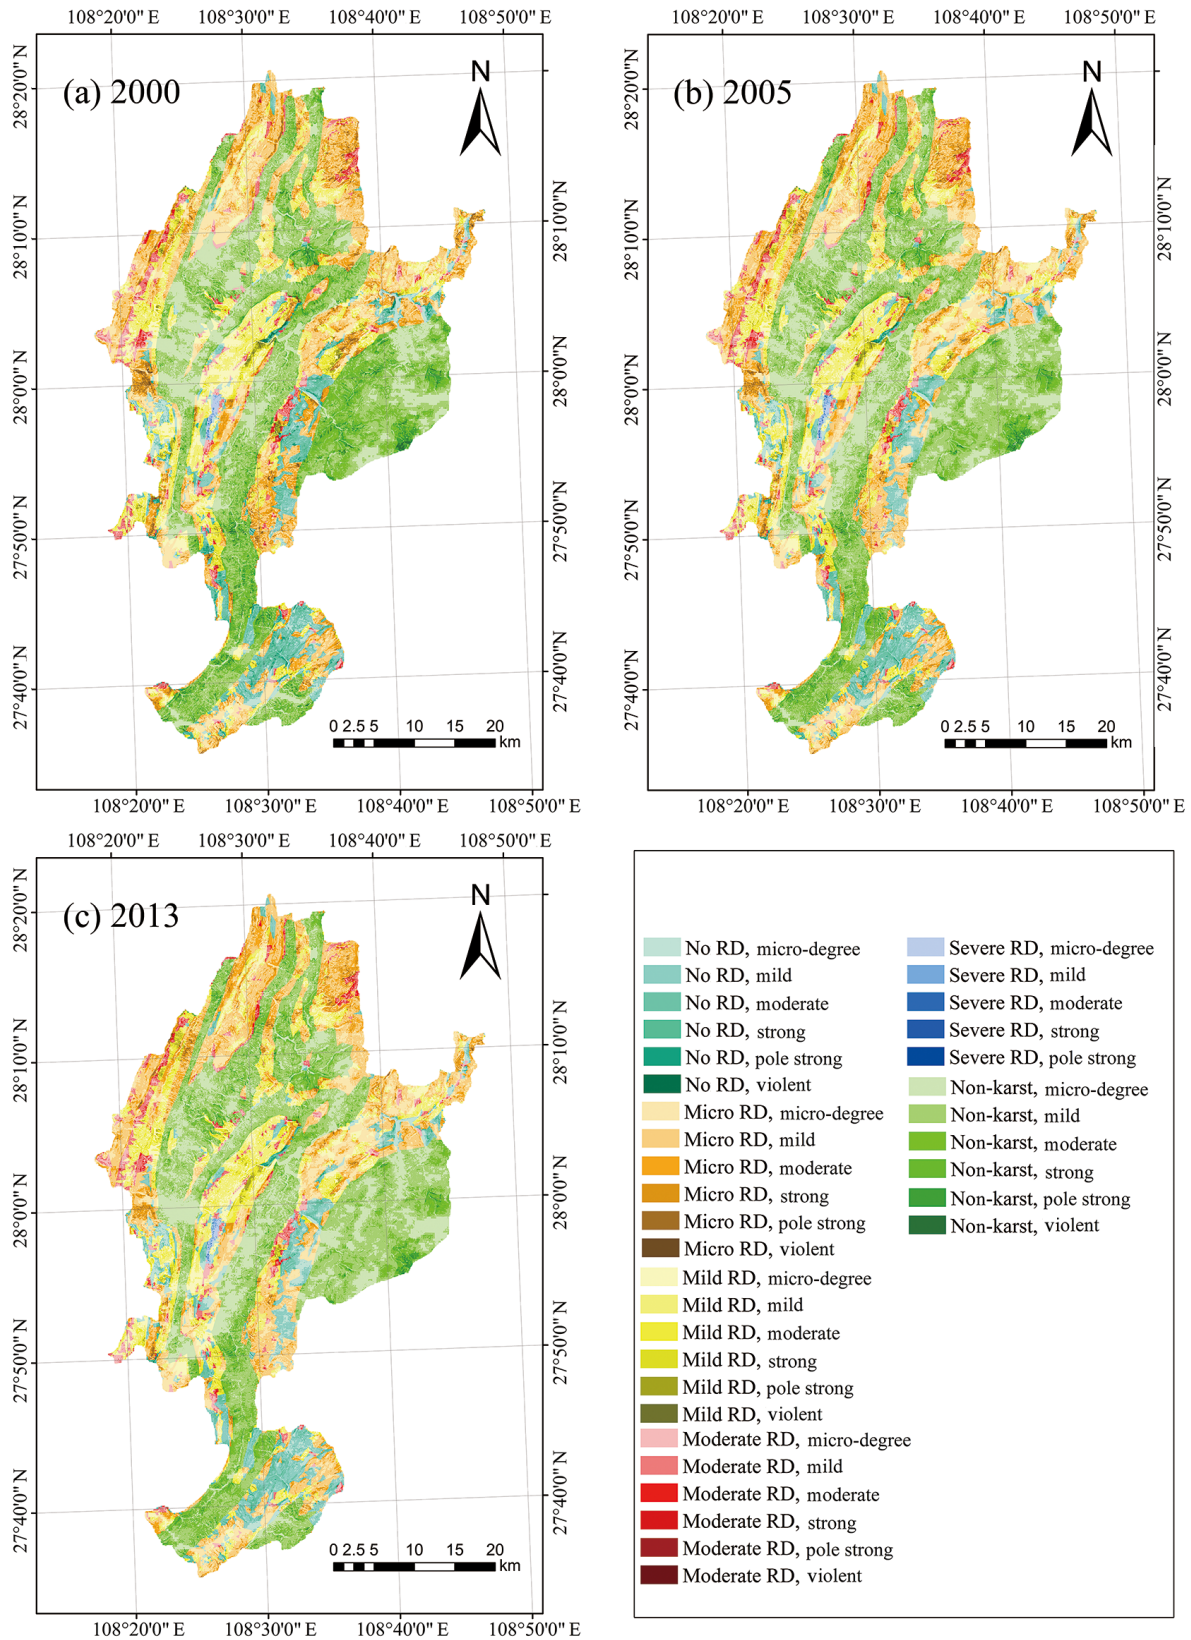 108°20'0" E 108°30'0" E 108°40'0" E 108°50'0" E
108°20'0" E 108°30'0" E 108°40'0" E 108°50'0" E
(a) 2000
N
28°20'0" N
28°10'0" N
28°0'0" N
27°50'0" N
27°40'0" N
28°10'0" N
28°0'0" N
27°50'0" N
27°40'0" N
0 2.5 5 10 15 20
km
108°20'0" E 108°30'0" E 108°40'0" E 108°50'0" E
(b) 2005
N
28°20'0"N
28°10'0"N
28°0'0"N
27°50'0"N
27°40'0"N
28°10'0"N
28°0'0"N
27°50'0"N
27°40'0"N
0 2.5 5 10 15 20
km
108°20'0" E 108°30'0" E 108°40'0" E 108°50'0" E
108°20'0" E 108°30'0" E 108°40'0" E 108°50'0" E
(c) 2013
N
28°20'0" N
28°10'0" N
28°0'0" N
27°50'0" N
27°40'0" N
28°10'0" N
28°0'0" N
27°50'0" N
27°40'0" N
0 2.5 5 10 15 20
km
108°20'0" E 108°30'0" E 108°40'0" E 108°50'0" E
No RD, micro-degree
No RD, mild
No RD, moderate
No RD, strong
No RD, pole strong
No RD, violent
Micro RD, micro-degree
Micro RD, mild
Micro RD, moderate
Micro RD, strong
Micro RD, pole strong
Micro RD, violent
Mild RD, micro-degree
Mild RD, mild
Mild RD, moderate
Mild RD, strong
Mild RD, pole strong
Mild RD, violent
Moderate RD, micro-degree
Moderate RD, mild
Moderate RD, moderate
Moderate RD, strong
Moderate RD, pole strong
Moderate RD, violent
Severe RD, micro-degree
Severe RD, mild
Severe RD, moderate
Severe RD, strong
Severe RD, pole strong
Non-karst, micro-degree
Non-karst, mild
Non-karst, moderate
Non-karst, strong
Non-karst, pole strong
Non-karst, violent